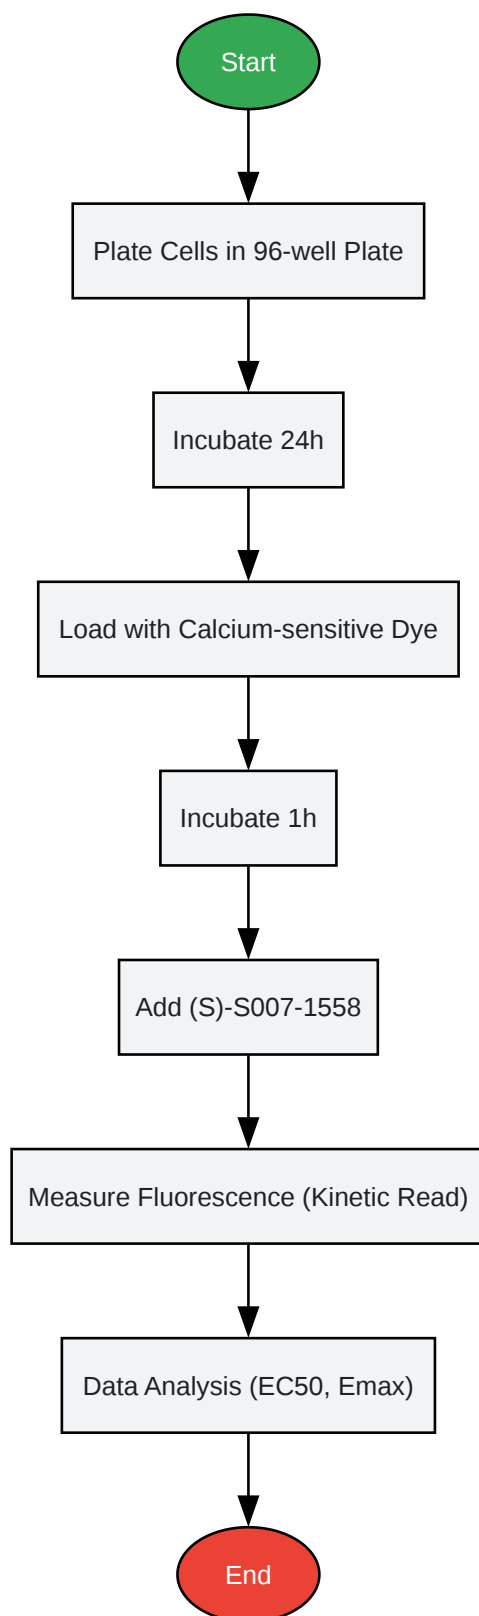 Start
Plate Cells in 96-well Plate
Incubate 24h
Load with Calcium-sensitive Dye
Incubate 1h
Add (S)-S007-1558
Measure Fluorescence (Kinetic Read)
Data Analysis (EC50, Emax)
End